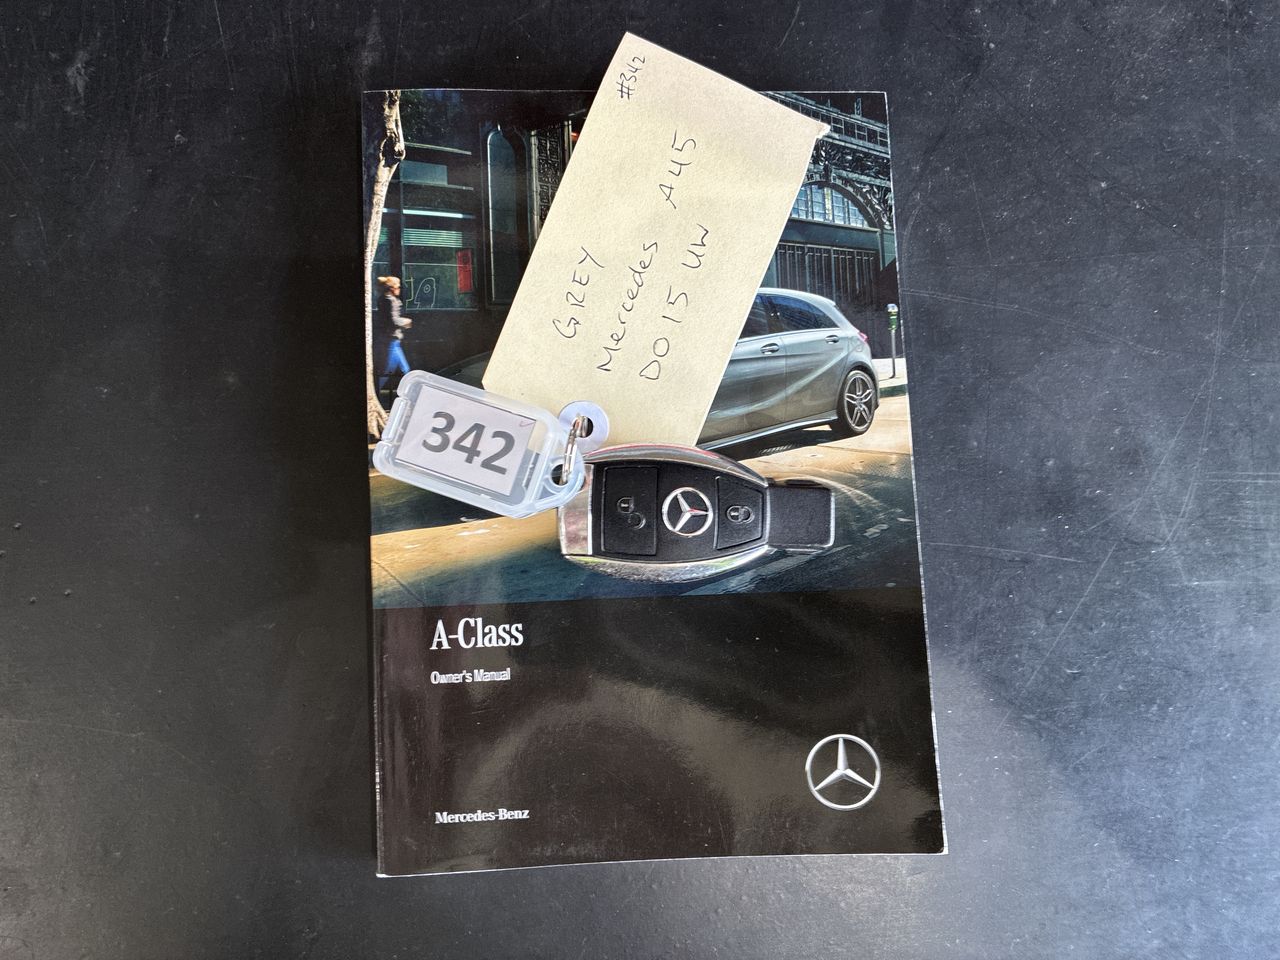 #342
GREY
Mercedes A45
DO15 UW
342
A-Class
Owner's Manual
Mercedes-Benz